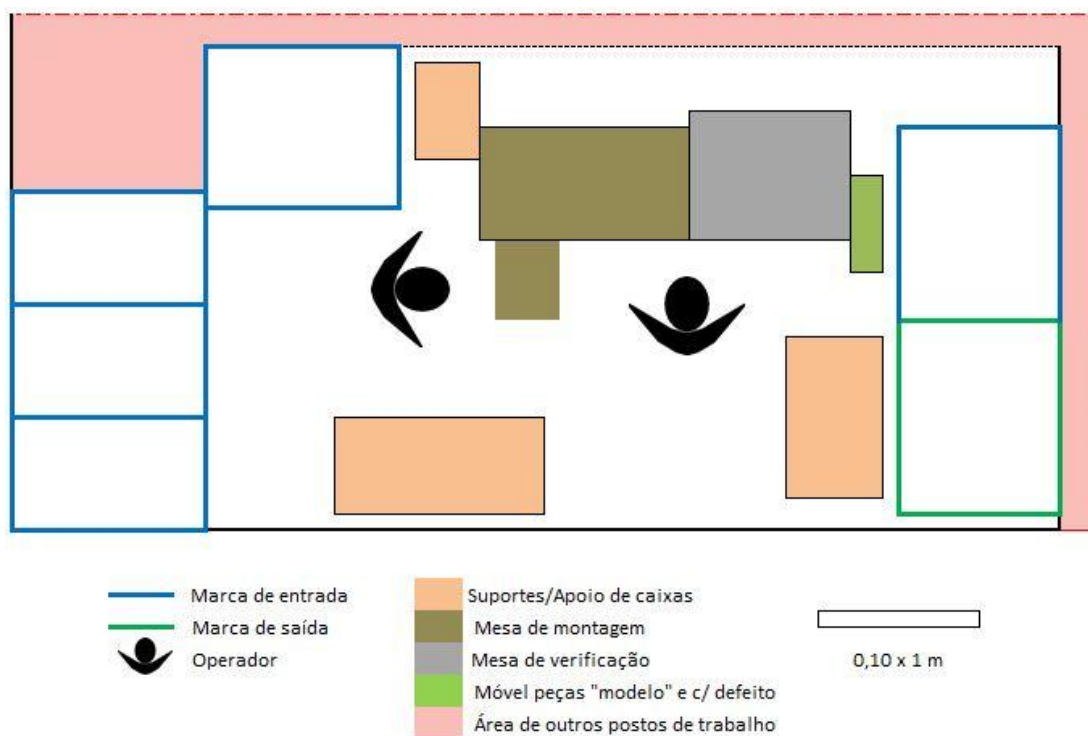 Marca de entrada
Marca de saída
Operador
Suportes/Apoio de caixas
Mesa de montagem
Mesa de verificação
Móvel peças "modelo" e c/ defeito
Área de outros postos de trabalho
0,10 x 1 m